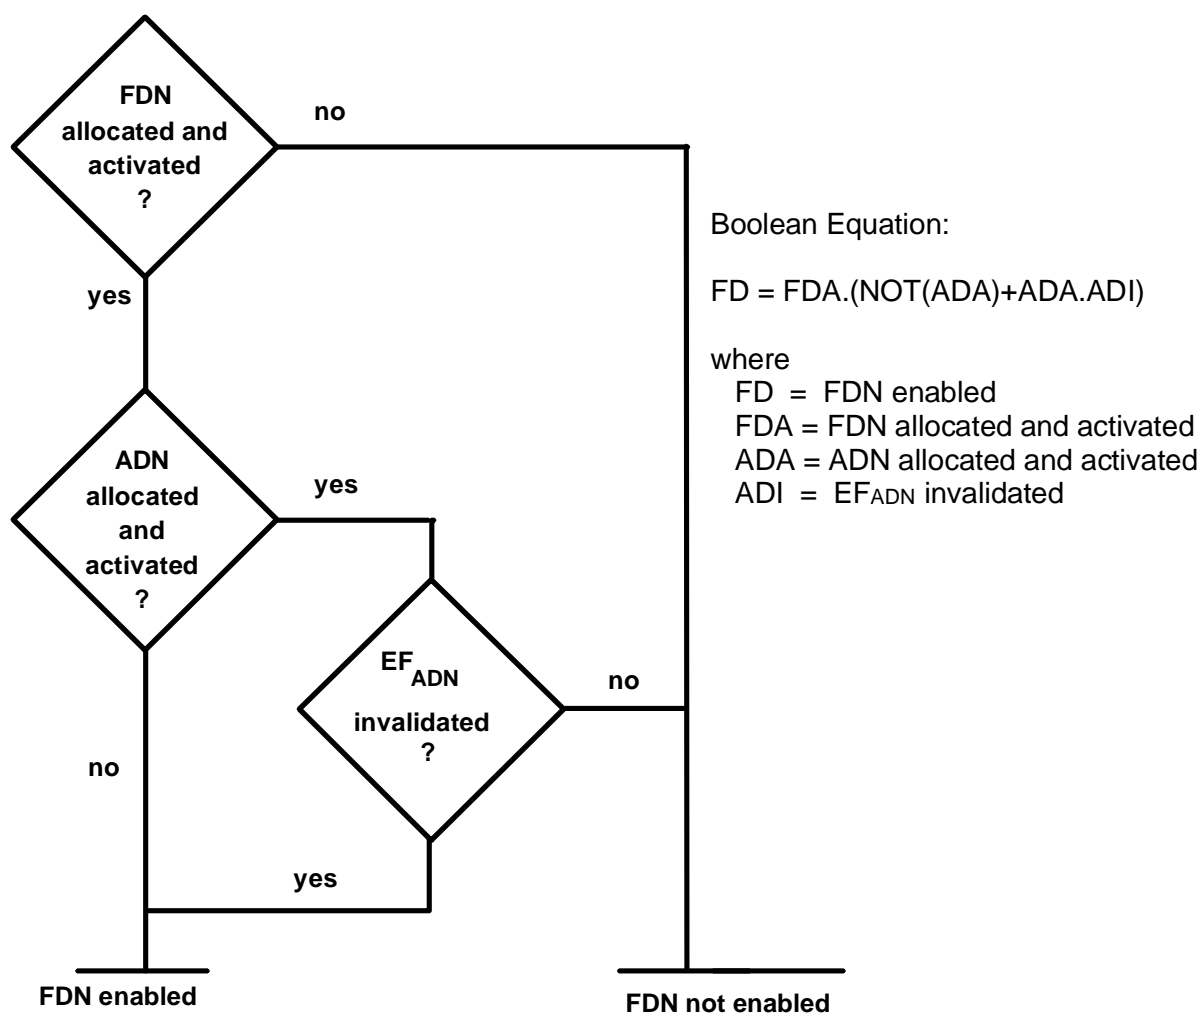 FDN
allocated and
activated
?
no
yes
Boolean Equation:
FD = FDA.(NOT(ADA)+ADA.ADI)
where
FD = FDN enabled
FDA = FDN allocated and activated
ADA = ADN allocated and activated
ADI = EFADN invalidated
ADN
allocated
and
activated
?
yes
EFADN
invalidated
?
no
no
yes
FDN enabled
FDN not enabled